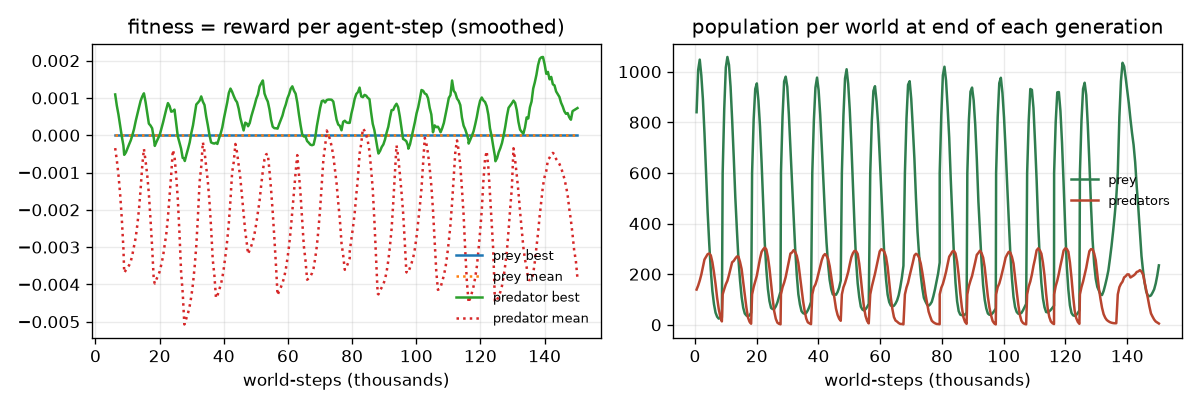 fitness = reward per agent-step (smoothed)
0.002
0.001
0.000
−0.001
−0.002
−0.003
−0.004
−0.005
prey best
prey mean
predator best
predator mean
0 20 40 60 80 100 120 140
world-steps (thousands)
population per world at end of each generation
1000
800
600
400
200
0
prey
predators
0 20 40 60 80 100 120 140
world-steps (thousands)